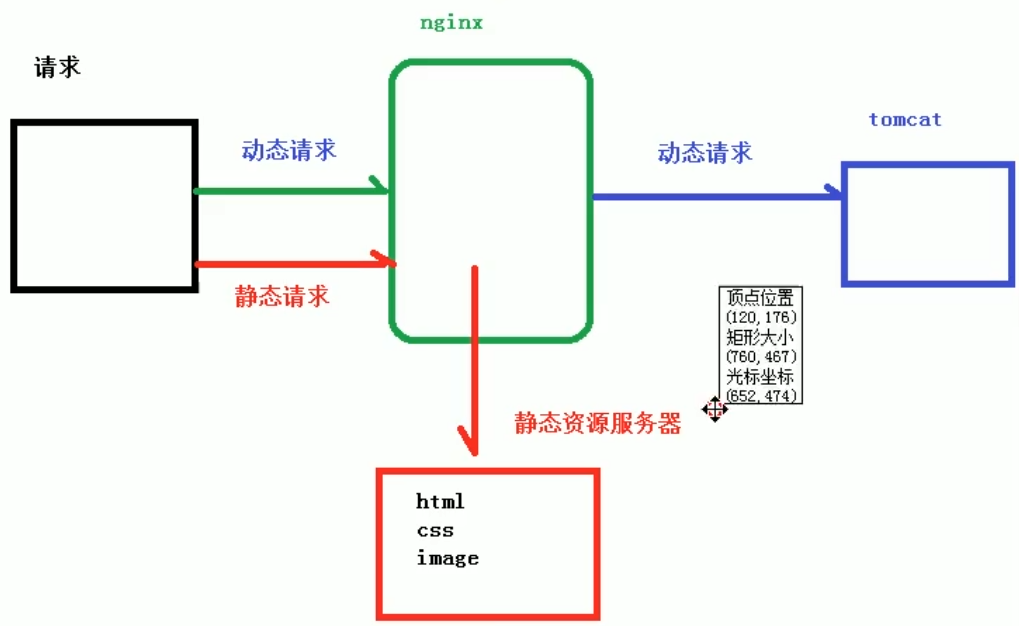 nginx
请求
tomcat
动态请求
动态请求
静态请求
顶点位置
(120,176)
矩形大小
(760,467)
光标坐标
(652,474)
静态资源服务器
html
css
image